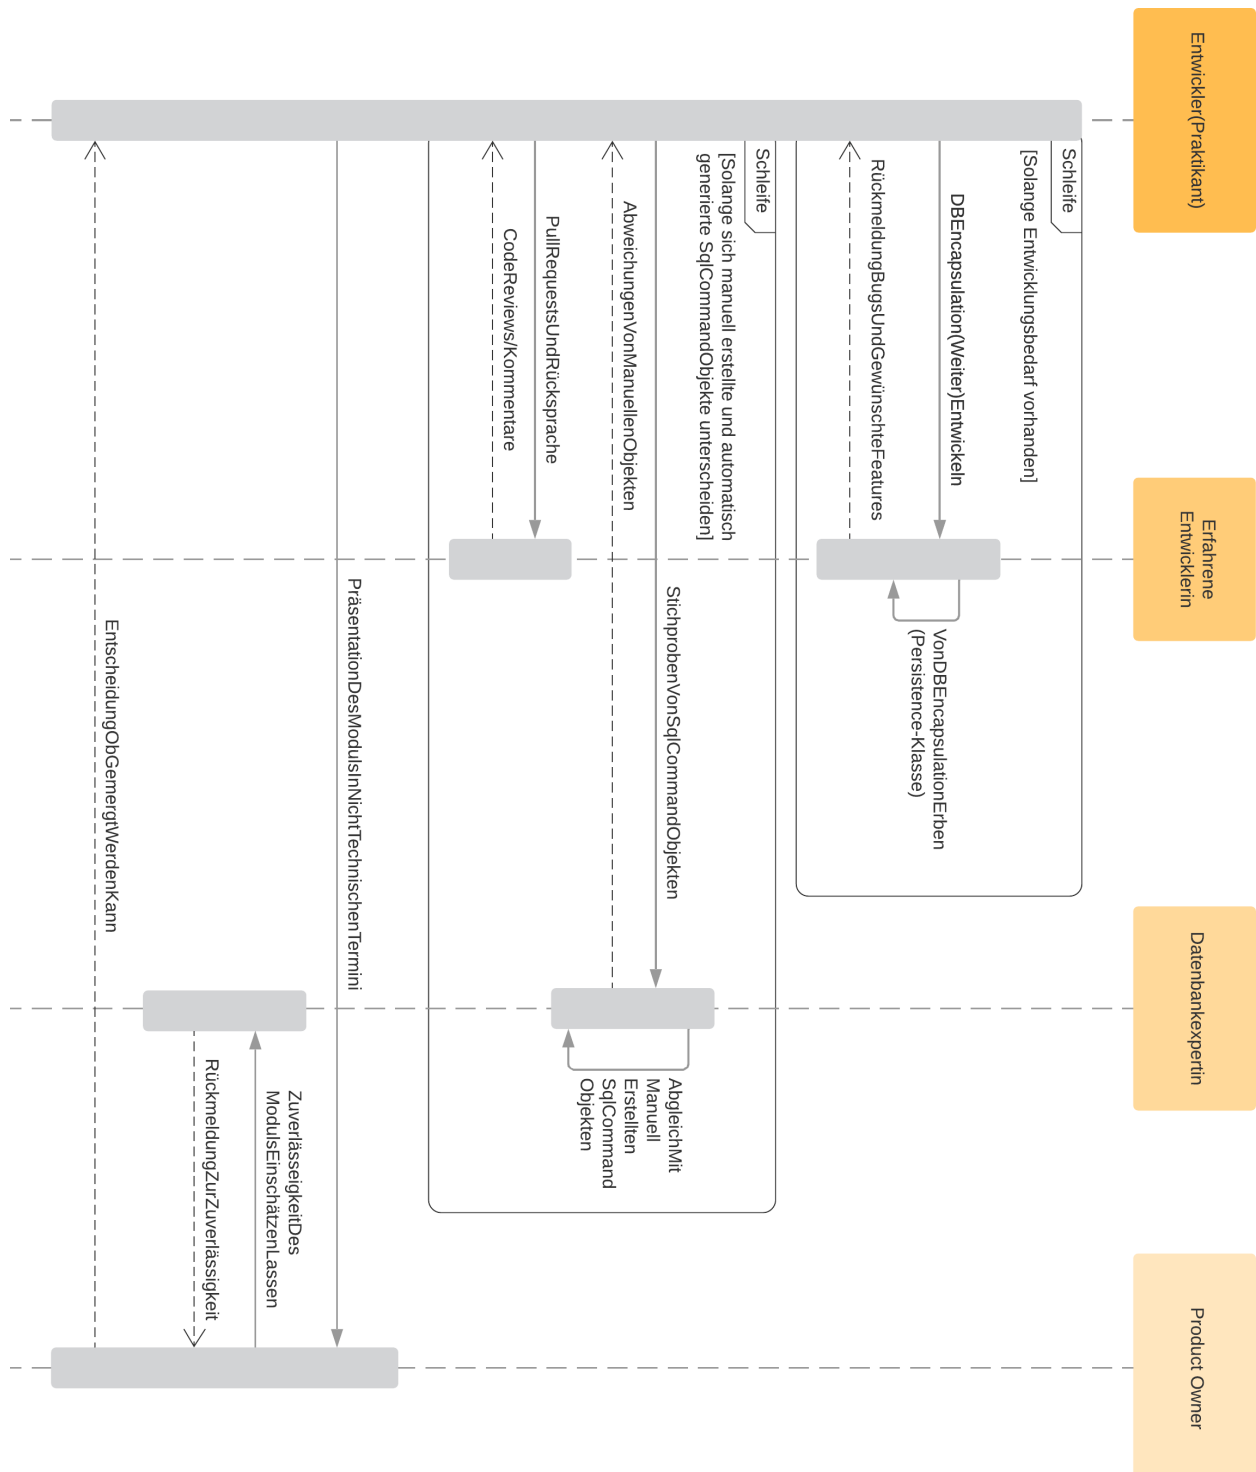 Entwickler(Praktikant)
Erfahrene
Entwicklerin
Datenbankexpertin
Product Owner
Schleife
[Solange Entwicklungsbedarf vorhanden]
DBEncapsulation(Weiter)Entwickeln
VonDBEncapsulationErben
(Persistence-Klasse)
RückmeldungBugsUndGewünschteFeatures
Schleife
[Solange sich manuell erstellte und automatisch
generierte SqlCommandObjekte unterscheiden]
StichprobenVonSqlCommandObjekten
AbgleichMit
Manuell
Erstellten
SqlCommand
Objekten
AbweichungenVonManuellenObjekten
PullRequestsUndRücksprache
CodeReviews/Kommentare
PräsentationDesModulsInNichtTechnischenTermini
ZuverlässeigkeitDes
ModulsEinschätzenLassen
RückmeldungZurZuverlässigkeit
EntscheidungObGemergtWerdenKann